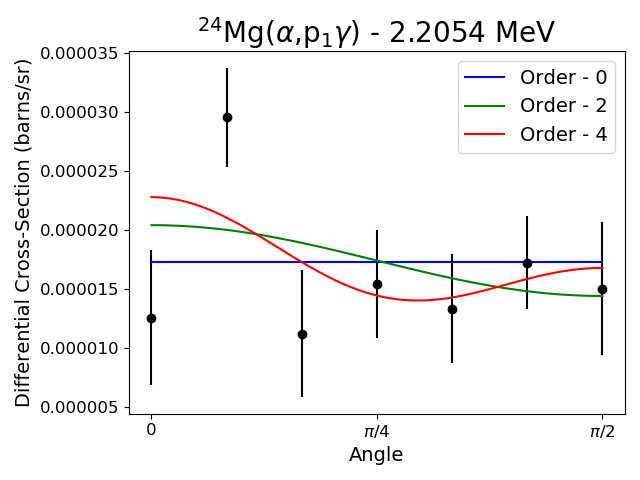 ²⁴Mg(α,p₁γ) - 2.2054 MeV
Differential Cross-Section (barns/sr)
0.000035
0.000030
0.000025
0.000020
0.000015
0.000010
0.000005
Order - 0
Order - 2
Order - 4
0
π/4
π/2
Angle